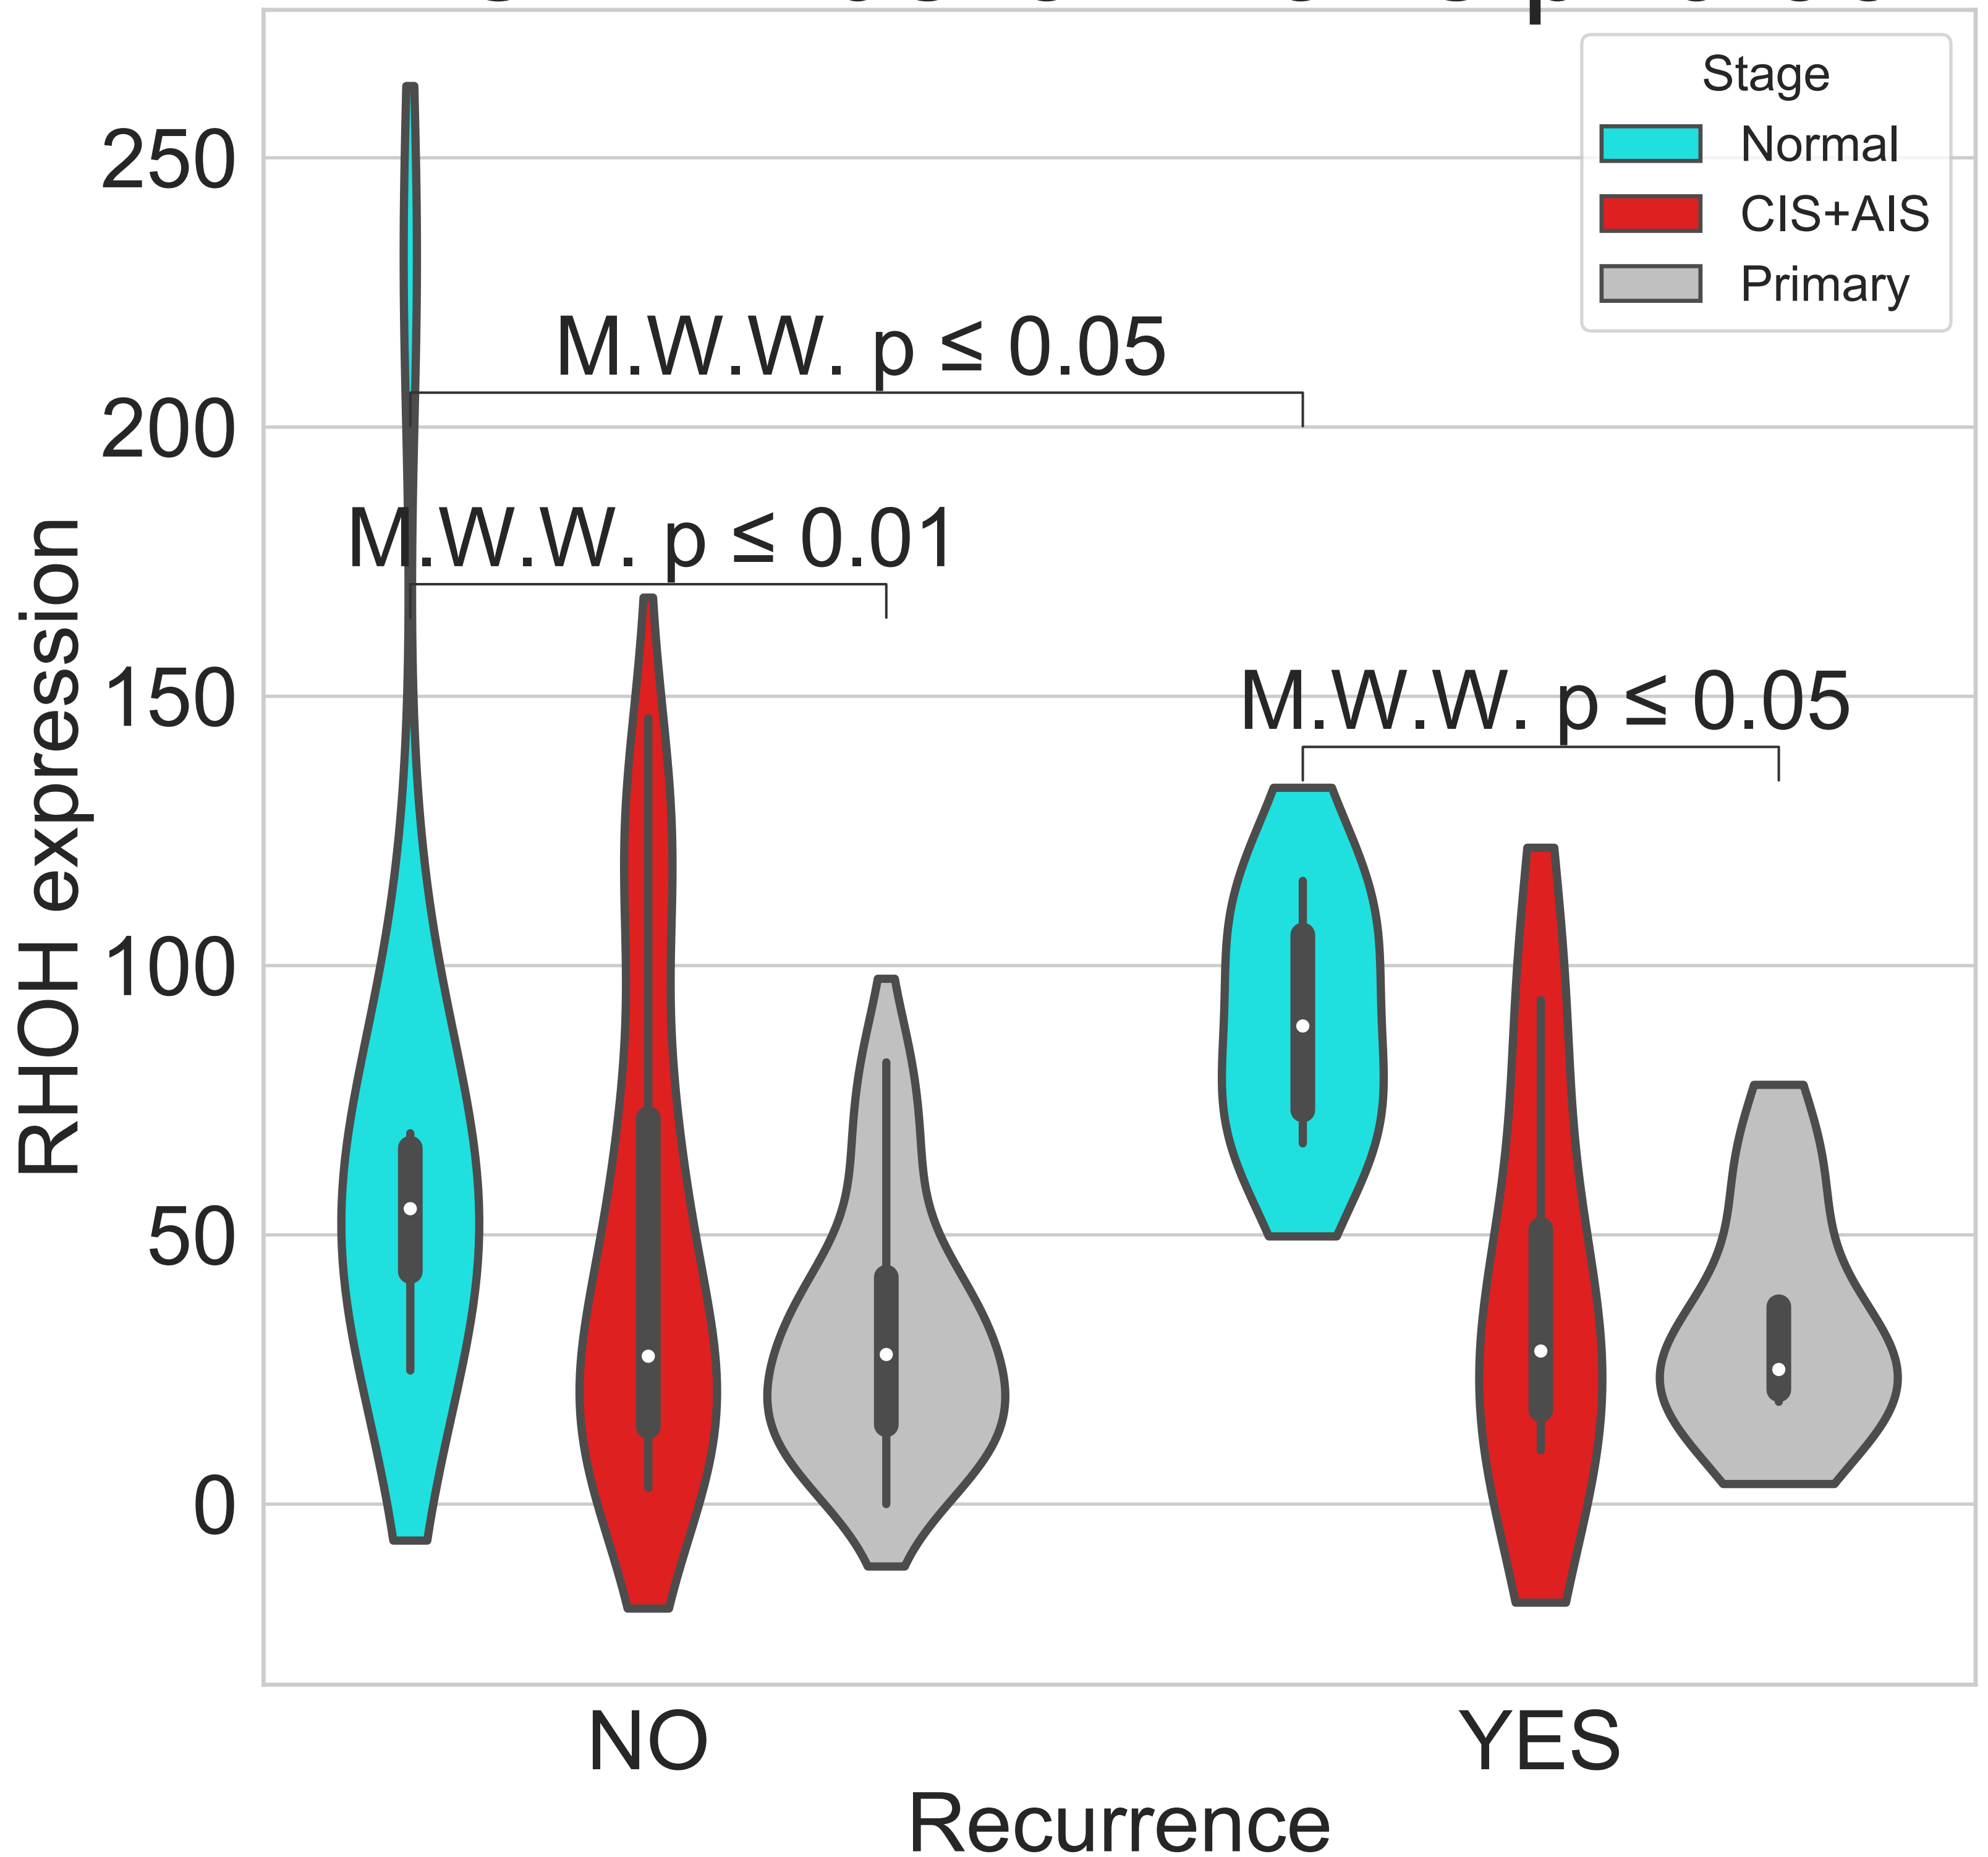 Stage
Normal
CIS+AIS
Primary
250
200
150
100
50
0
RHOH expression
M.W.W. p ≤ 0.05
M.W.W. p ≤ 0.01
M.W.W. p ≤ 0.05
NO
YES
Recurrence